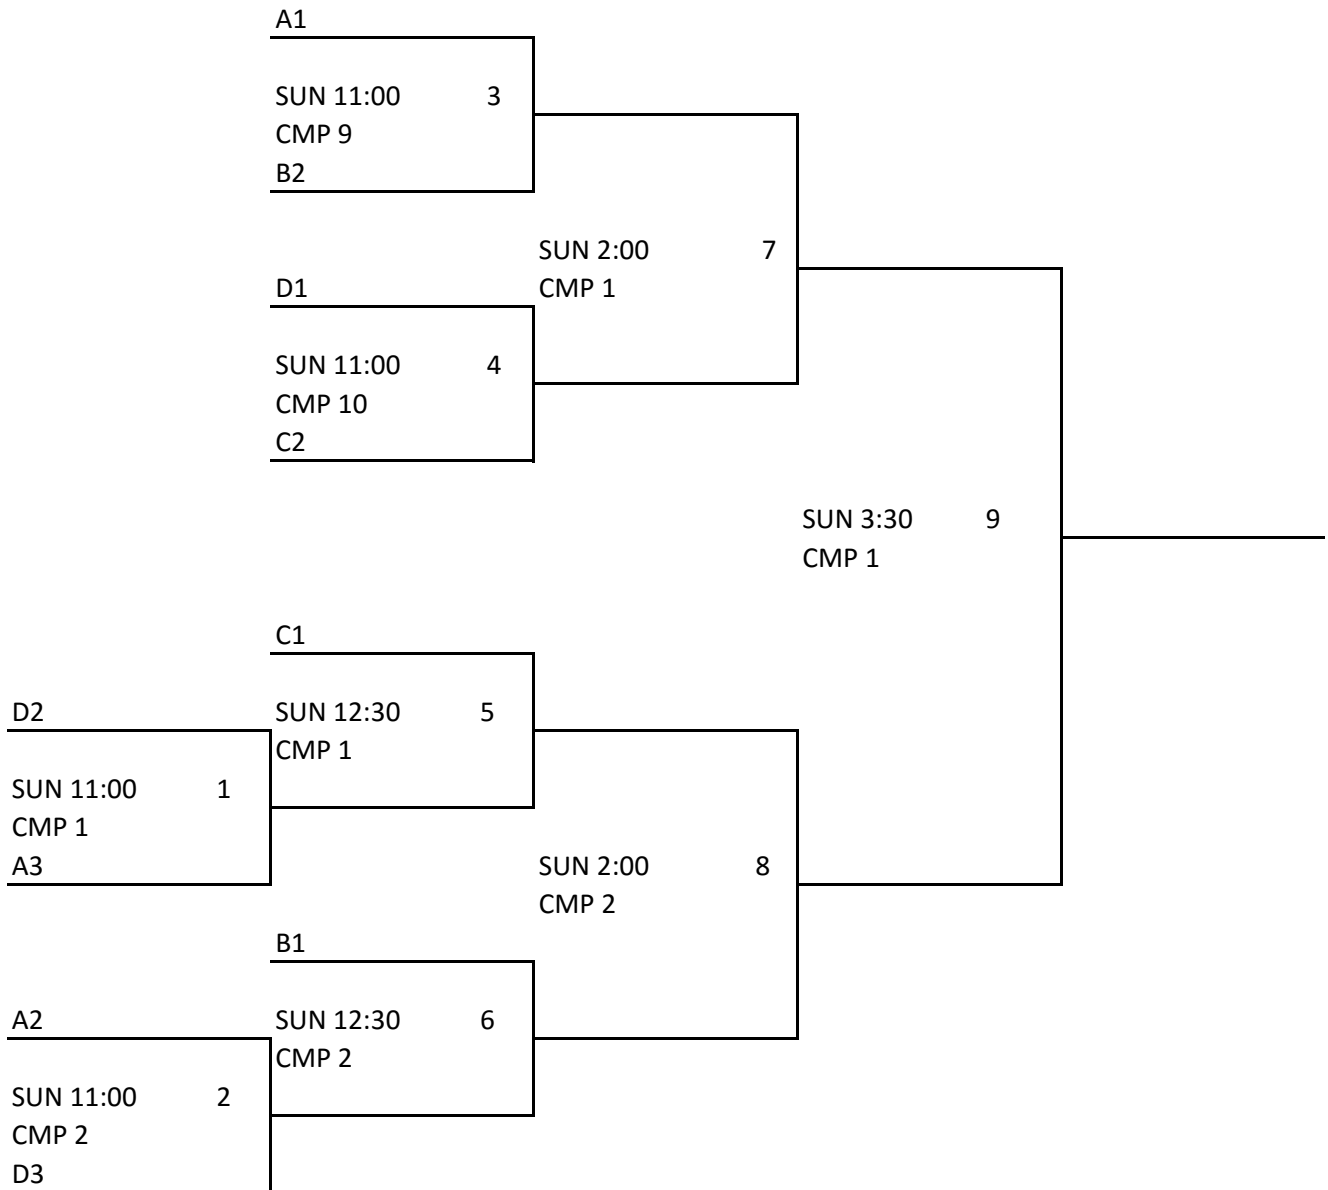 A1
SUN 11:00 3
CMP 9
B2
SUN 2:00 7
D1 CMP 1
SUN 11:00 4
CMP 10
C2
SUN 3:30 9
CMP 1
C1
D2 SUN 12:30 5
CMP 1
SUN 11:00 1
CMP 1
A3 SUN 2:00 8
CMP 2
B1
A2 SUN 12:30 6
CMP 2
SUN 11:00 2
CMP 2
D3